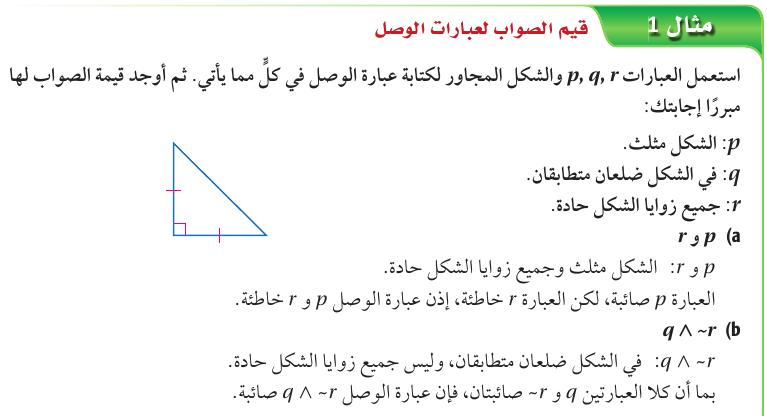 مثال 1
قيم الصواب لعبارات الوصل
استعمل العبارات p, q, r والشكل المجاور لكتابة عبارة الوصل في كلٍّ مما يأتي. ثم أوجد قيمة الصواب لها
مبررًا إجابتك:
p: الشكل مثلث.
q: في الشكل ضلعان متطابقان.
r: جميع زوايا الشكل حادة.
a) p و r
p و r: الشكل مثلث وجميع زوايا الشكل حادة.
العبارة p صائبة، لكن العبارة r خاطئة، إذن عبارة الوصل p و r خاطئة.
b) q ∧ ~r
q ∧ ~r: في الشكل ضلعان متطابقان، وليس جميع زوايا الشكل حادة.
بما أن كلا العبارتين q و ~r صائبتان، فإن عبارة الوصل q ∧ ~r صائبة.